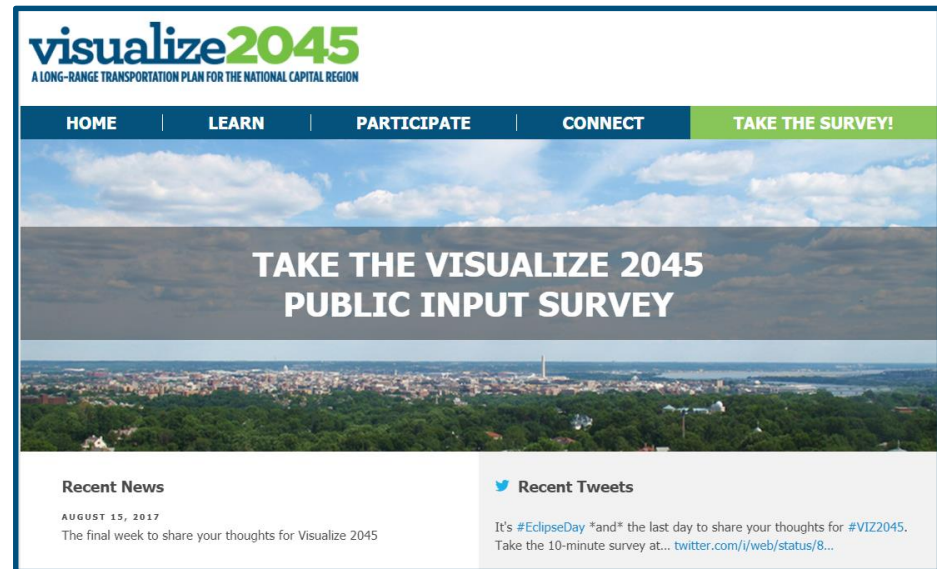 visualize2045
A LONG-RANGE TRANSPORTATION PLAN FOR THE NATIONAL CAPITAL REGION
HOME | LEARN | PARTICIPATE | CONNECT TAKE THE SURVEY!
TAKE THE VISUALIZE 2045
PUBLIC INPUT SURVEY
Recent News
AUGUST 15, 2017
The final week to share your thoughts for Visualize 2045
Recent Tweets
It's #EclipseDay *and* the last day to share your thoughts for #VIZ2045.
Take the 10-minute survey at... twitter.com/i/web/status/8...